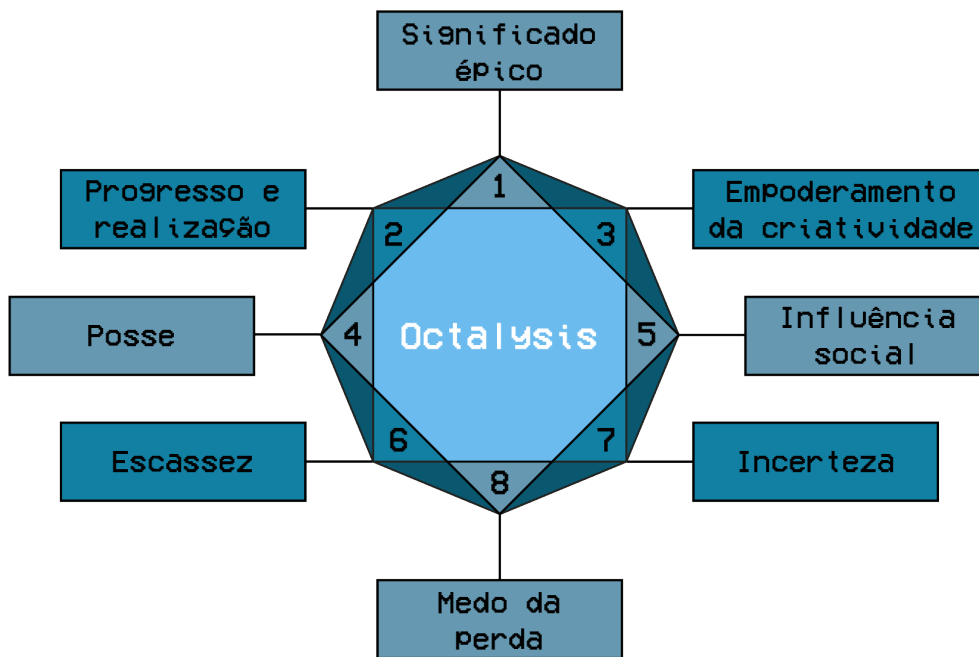 Significado
épico
Progresso e
realização
1
Empoderamento
da criatividade
2
3
Posse
4
Octalysis
5
Influência
social
Escassez
6
7
Incerteza
8
Medo da
perda